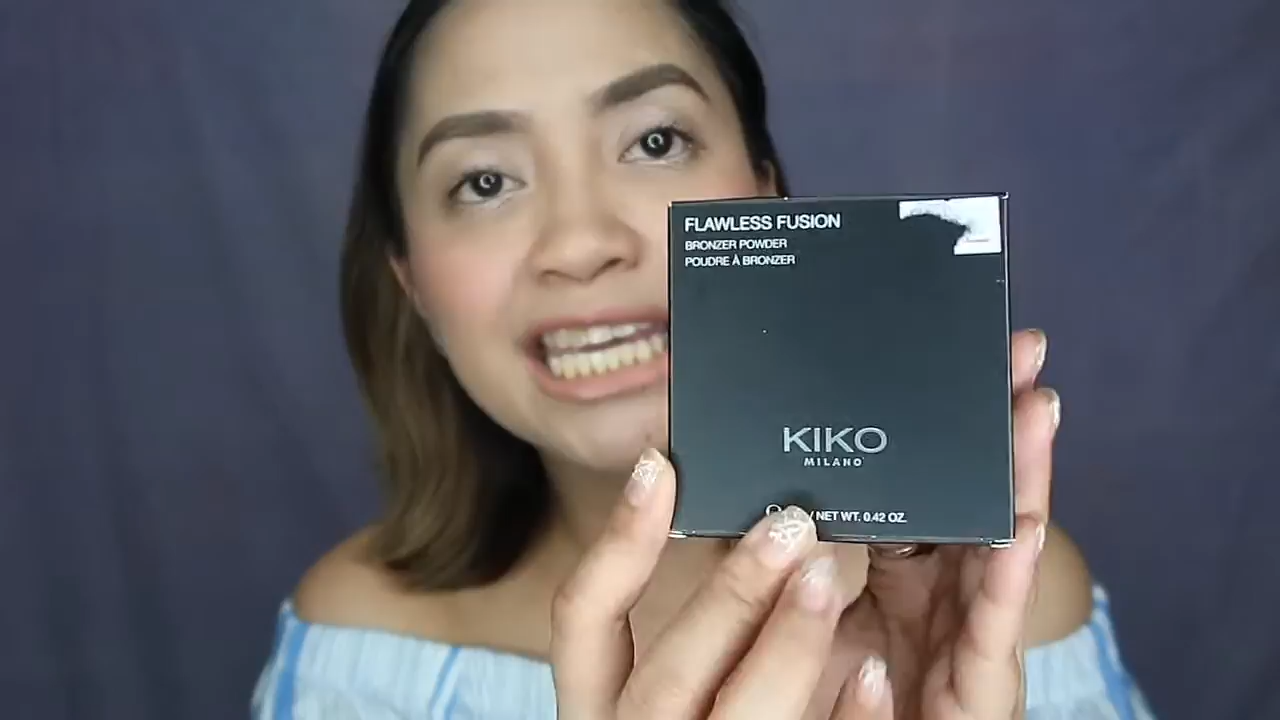 FLAWLESS FUSION
BRONZER POWDER
POUDRE À BRONZER
KIKO
MILANO
/ NET WT. 0.42 OZ.